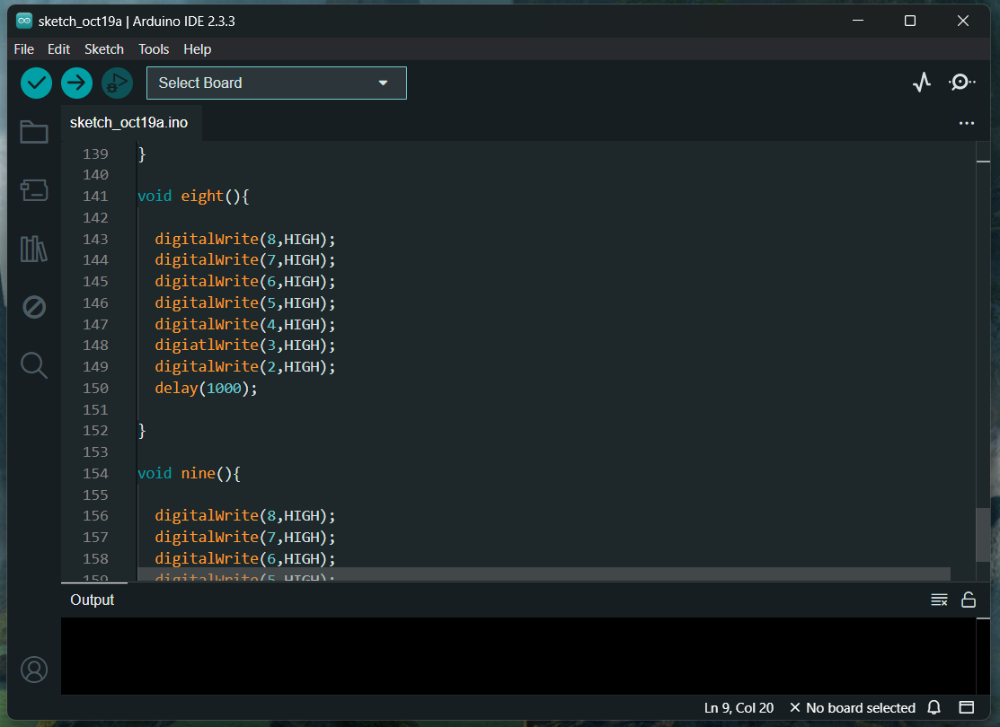 sketch_oct19a | Arduino IDE 2.3.3
File Edit Sketch Tools Help
Select Board
sketch_oct19a.ino
139 }
140
141 void eight(){
142
143 digitalWrite(8,HIGH);
144 digitalWrite(7,HIGH);
145 digitalWrite(6,HIGH);
146 digitalWrite(5,HIGH);
147 digitalWrite(4,HIGH);
148 digiatlWrite(3,HIGH);
149 digitalWrite(2,HIGH);
150 delay(1000);
151
152 }
153
154 void nine(){
155
156 digitalWrite(8,HIGH);
157 digitalWrite(7,HIGH);
158 digitalWrite(6,HIGH);
159 digitalWrite(5,HIGH);
Output
Ln 9, Col 20 × No board selected